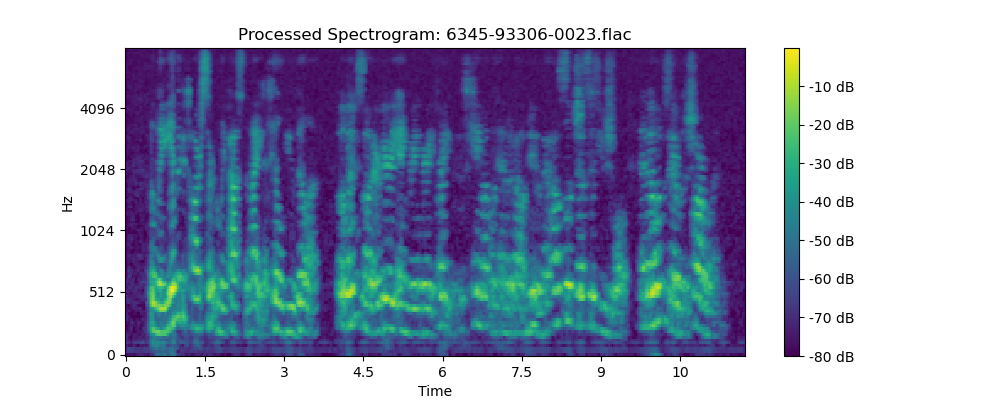 Processed Spectrogram: 6345-93306-0023.flac
4096
2048
1024
512
0
Hz
0 1.5 3 4.5 6 7.5 9 10
Time
-10 dB
-20 dB
-30 dB
-40 dB
-50 dB
-60 dB
-70 dB
-80 dB